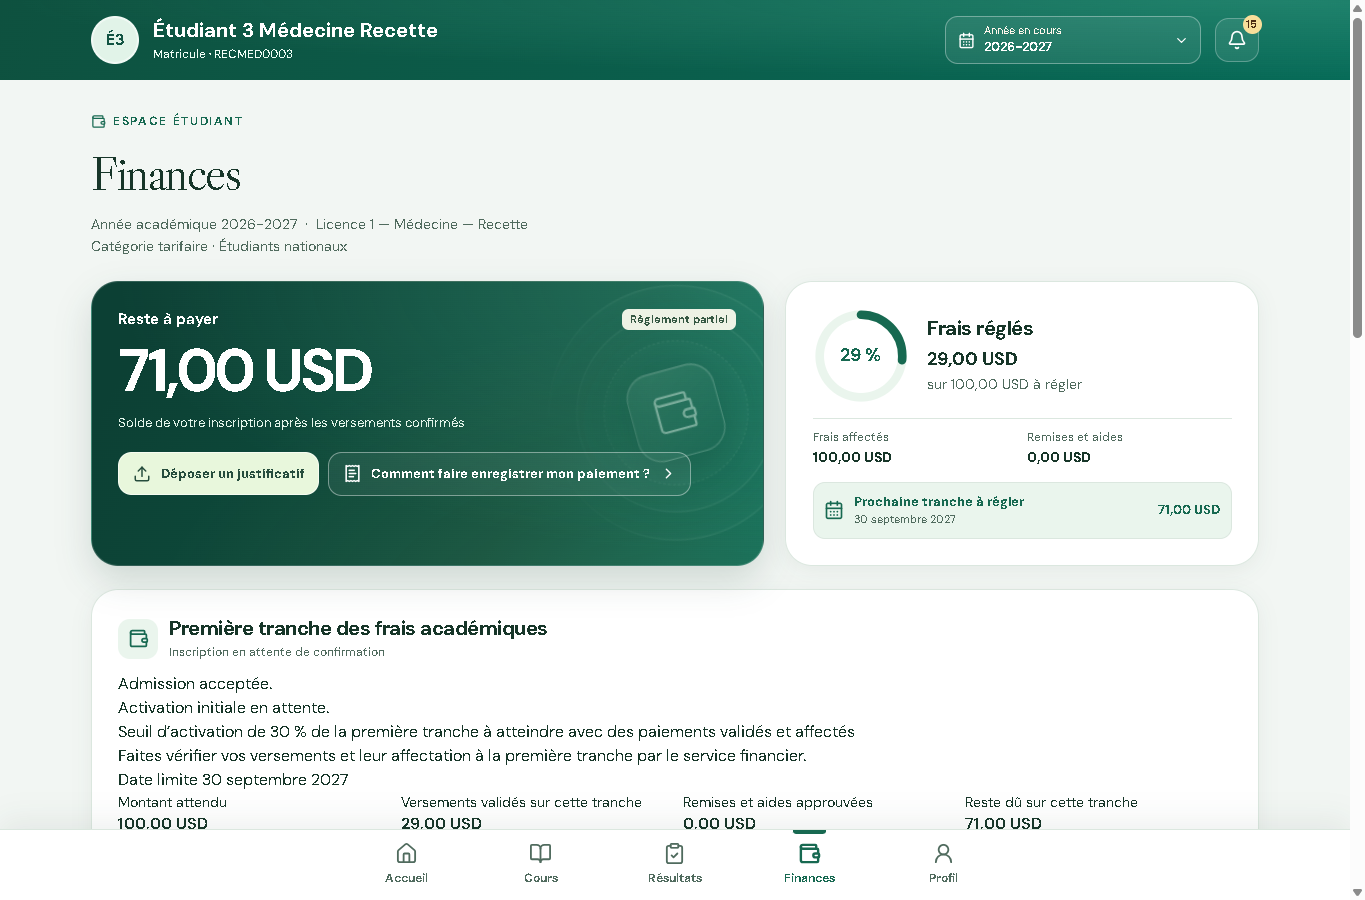 É3
Étudiant 3 Médecine Recette
Matricule · RECMED0003
Année en cours
2026-2027
15
ESPACE ÉTUDIANT
Finances
Année académique 2026-2027 · Licence 1 — Médecine — Recette
Catégorie tarifaire · Étudiants nationaux
Reste à payer
Règlement partiel
71,00 USD
Solde de votre inscription après les versements confirmés
Déposer un justificatif
Comment faire enregistrer mon paiement ?
29 %
Frais réglés
29,00 USD
sur 100,00 USD à régler
Frais affectés
Remises et aides
100,00 USD
0,00 USD
Prochaine tranche à régler
30 septembre 2027
71,00 USD
Première tranche des frais académiques
Inscription en attente de confirmation
Admission acceptée.
Activation initiale en attente.
Seuil d’activation de 30 % de la première tranche à atteindre avec des paiements validés et affectés
Faites vérifier vos versements et leur affectation à la première tranche par le service financier.
Date limite 30 septembre 2027
Montant attendu
Versements validés sur cette tranche
Remises et aides approuvées
Reste dû sur cette tranche
100,00 USD
29,00 USD
0,00 USD
71,00 USD
Accueil
Cours
Résultats
Finances
Profil